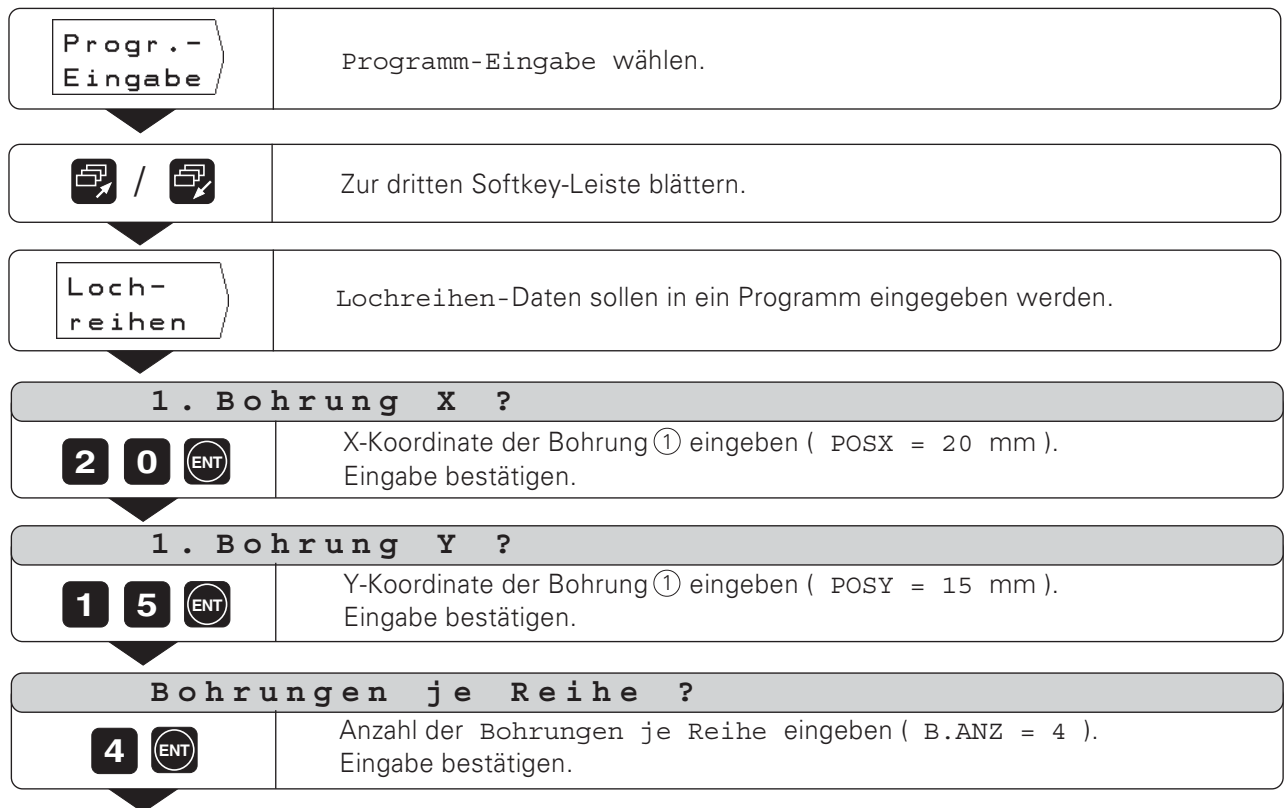 Progr.-
Eingabe
Programm-Eingabe wählen.
/
Zur dritten Softkey-Leiste blättern.
Loch-
reihen
Lochreihen-Daten sollen in ein Programm eingegeben werden.
1. Bohrung X ?
2 0 ENT
X-Koordinate der Bohrung ① eingeben ( POSX = 20 mm ).
Eingabe bestätigen.
1. Bohrung Y ?
1 5 ENT
Y-Koordinate der Bohrung ① eingeben ( POSY = 15 mm ).
Eingabe bestätigen.
Bohrungen je Reihe ?
4 ENT
Anzahl der Bohrungen je Reihe eingeben ( B.ANZ = 4 ).
Eingabe bestätigen.